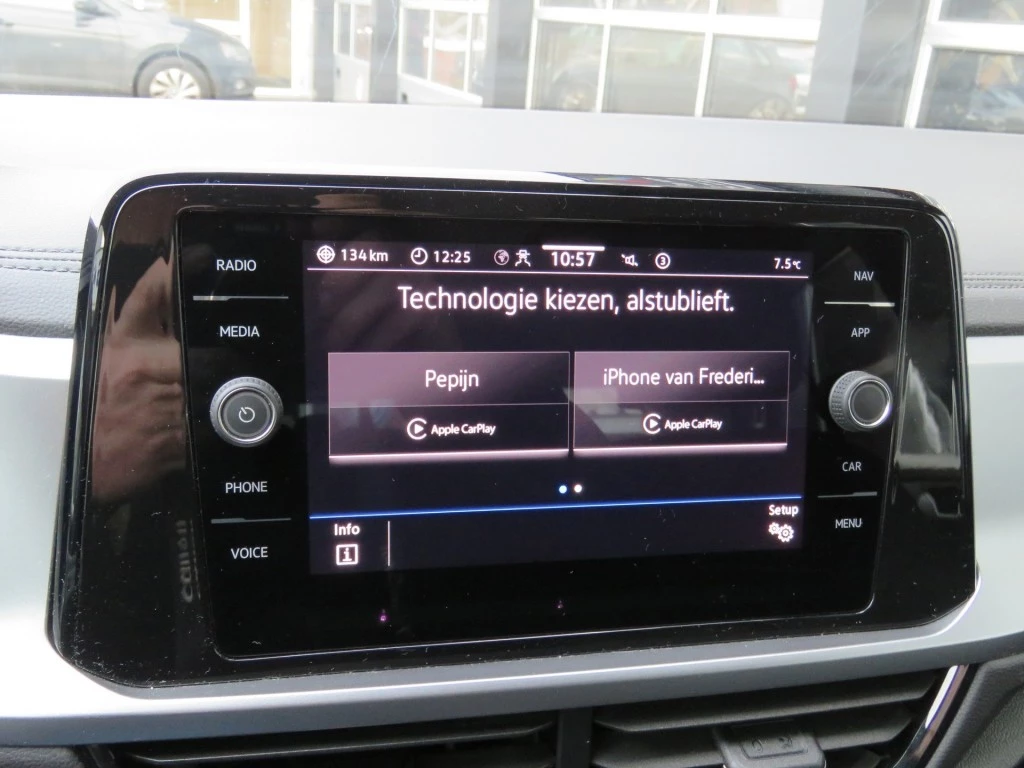 134 km 12:25 10:57 3 7.5°C
Technologie kiezen, alstublieft.
Pepijn
Apple CarPlay
iPhone van Frederi...
Apple CarPlay
Info
i
Setup
RADIO
MEDIA
PHONE
VOICE
NAV
APP
CAR
MENU
canon